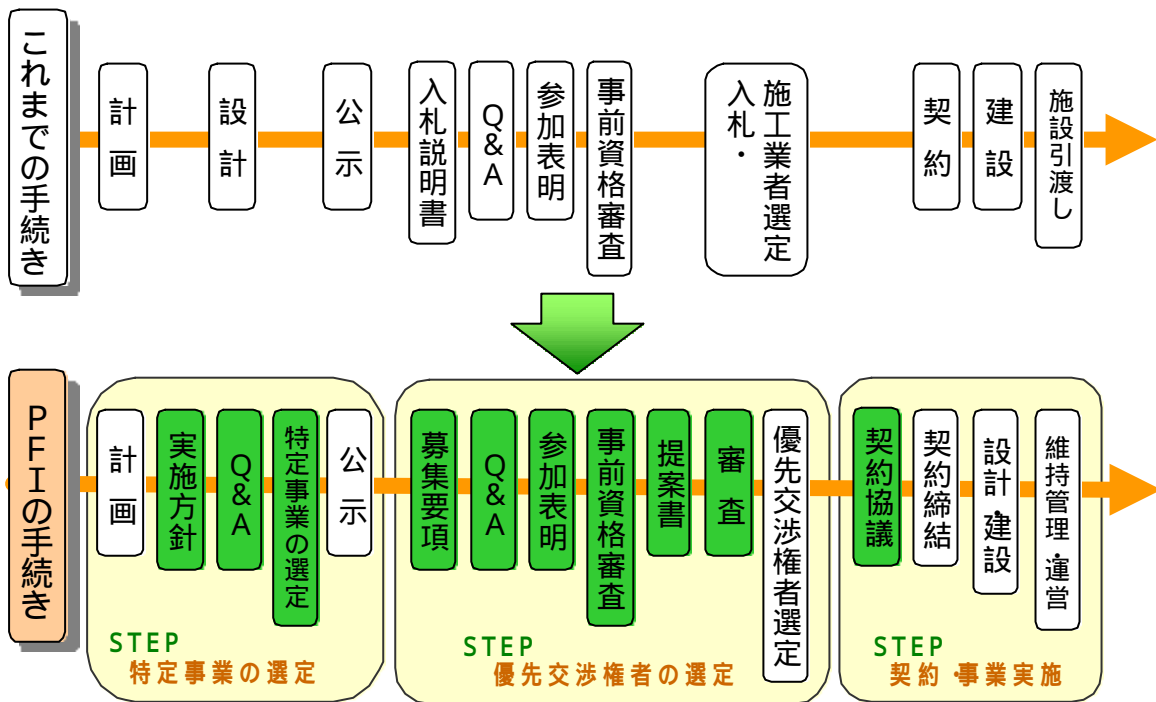 これまでの手続き
計画
設計
公示
入札説明書
Q&A
参加表明
事前資格審査
入札・
施工業者選定
契約
建設
施設引渡し
PFIの手続き
計画
実施方針
Q&A
特定事業の選定
公示
STEP
特定事業の選定
募集要項
Q&A
参加表明
事前資格審査
提案書
審査
優先交渉権者選定
STEP
優先交渉権者の選定
契約協議
契約締結
設計・建設
維持管理・運営
STEP
契約・事業実施